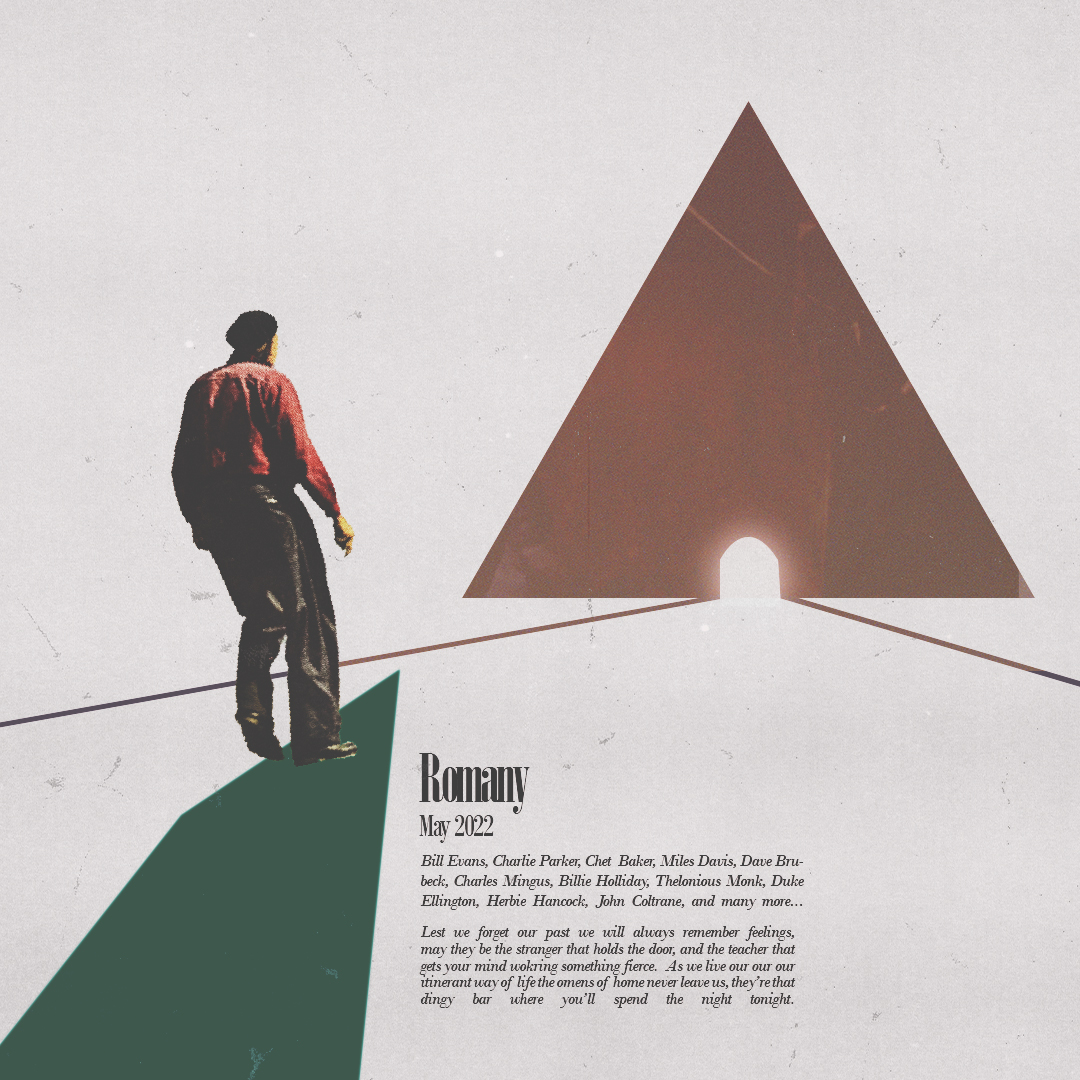 Romany
May 2022
Bill Evans, Charlie Parker, Chet Baker, Miles Davis, Dave Bru-
beck, Charles Mingus, Billie Holliday, Thelonious Monk, Duke
Ellington, Herbie Hancock, John Coltrane, and many more...
Lest we forget our past we will always remember feelings,
may they be the stranger that holds the door, and the teacher that
gets your mind wokring something fierce. As we live our our our
itinerant way of life the omens of home never leave us, they're that
dingy bar where you'll spend the night tonight.